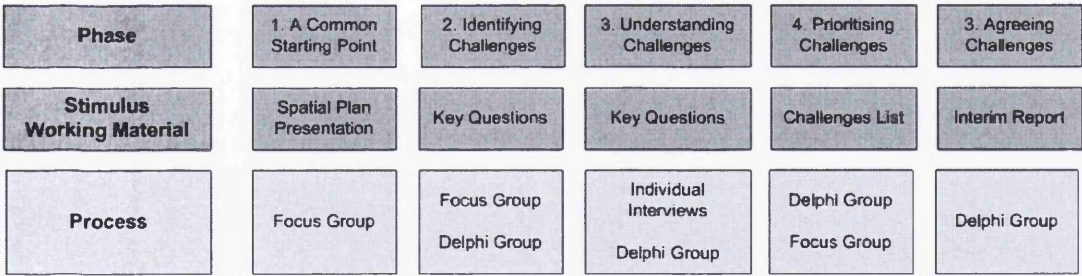 Phase
1. A Common
Starting Point
2. Identifying
Challenges
3. Understanding
Challenges
4. Prioritising
Challenges
3. Agreeing
Challenges
Stimulus
Working Material
Spatial Plan
Presentation
Key Questions
Key Questions
Challenges List
Interim Report
Process
Focus Group
Focus Group
Delphi Group
Individual
Interviews
Delphi Group
Delphi Group
Focus Group
Delphi Group